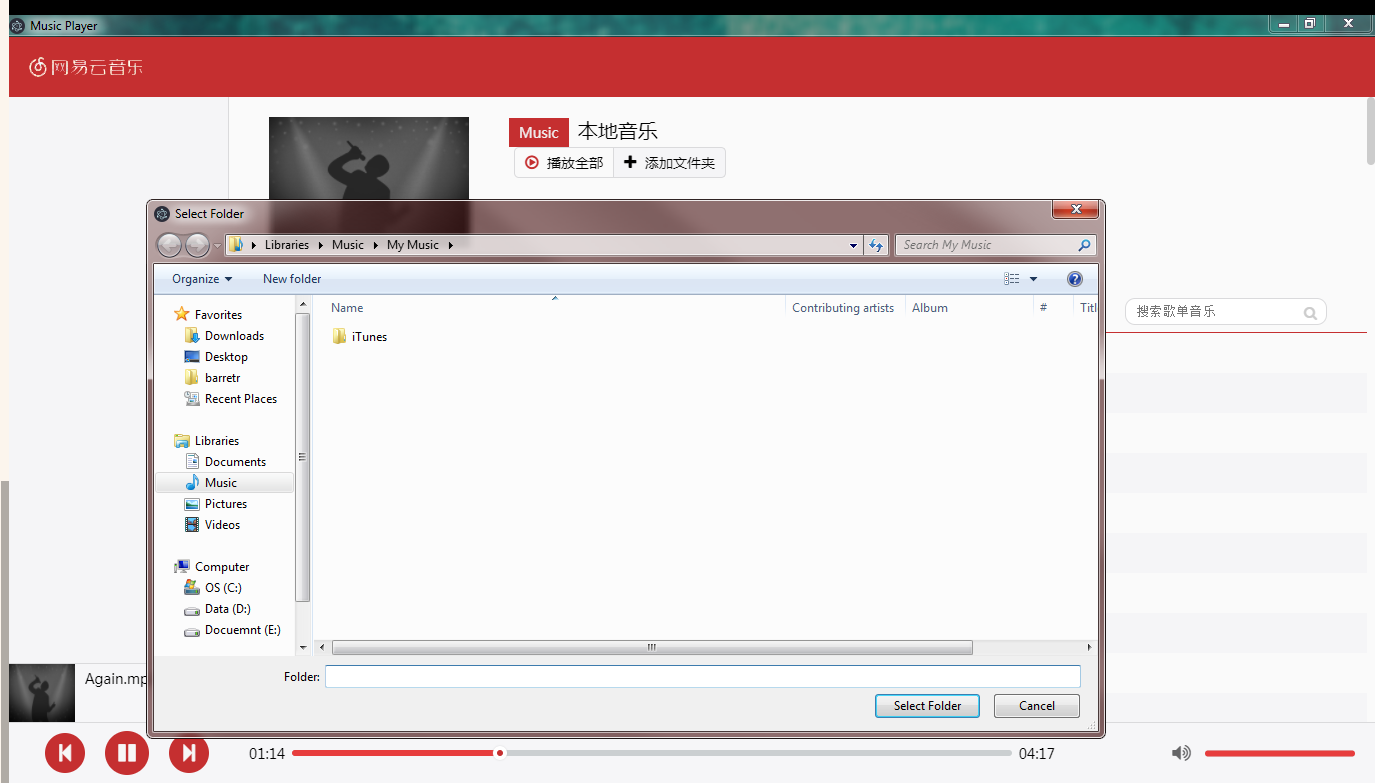 Music Player
网易云音乐
Music 本地音乐
播放全部 添加文件夹
Select Folder
Libraries Music My Music
Search My Music
Organize New folder
Name Contributing artists Album #
Favorites
Downloads
Desktop
barretr
Recent Places
Libraries
Documents
Music
Pictures
Videos
Computer
OS (C:)
Data (D:)
Docuemnt (E:)
iTunes
搜索歌单音乐
Folder:
Select Folder Cancel
Again.mp
01:14 04:17